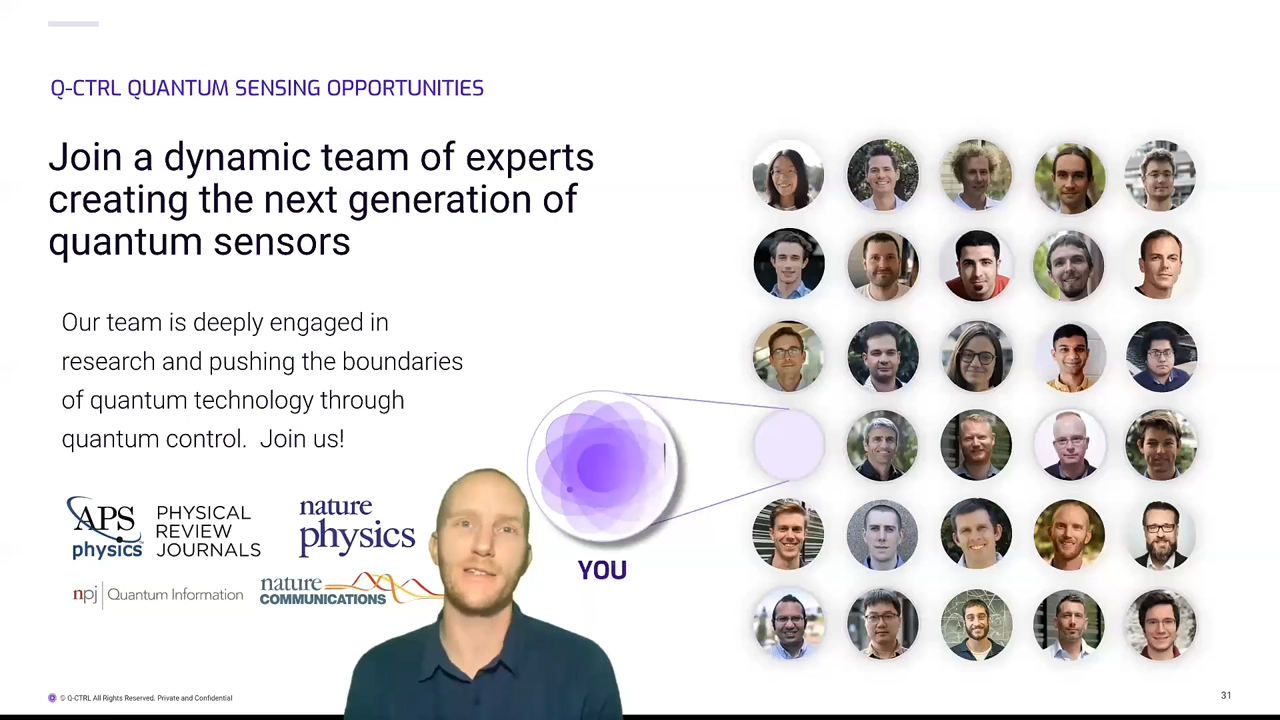 Q-CTRL QUANTUM SENSING OPPORTUNITIES
Join a dynamic team of experts
creating the next generation of
quantum sensors
Our team is deeply engaged in
research and pushing the boundaries
of quantum technology through
quantum control. Join us!
APS
physics
PHYSICAL
REVIEW
JOURNALS
nature
physics
npj | Quantum Information
nature
COMMUNICATIONS
YOU
© Q-CTRL All Rights Reserved. Private and Confidential
31